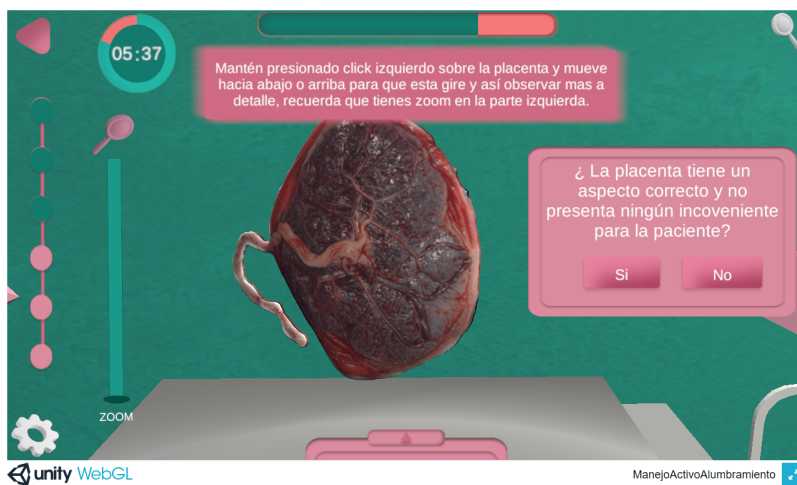 05:37
Mantén presionado click izquierdo sobre la placenta y mueve
hacia abajo o arriba para que esta gire y así observar mas a
detalle, recuerda que tienes zoom en la parte izquierda.
¿ La placenta tiene un
aspecto correcto y no
presenta ningún incoveniente
para la paciente?
Si
No
ZOOM
unity WebGL
ManejoActivoAlumbramiento